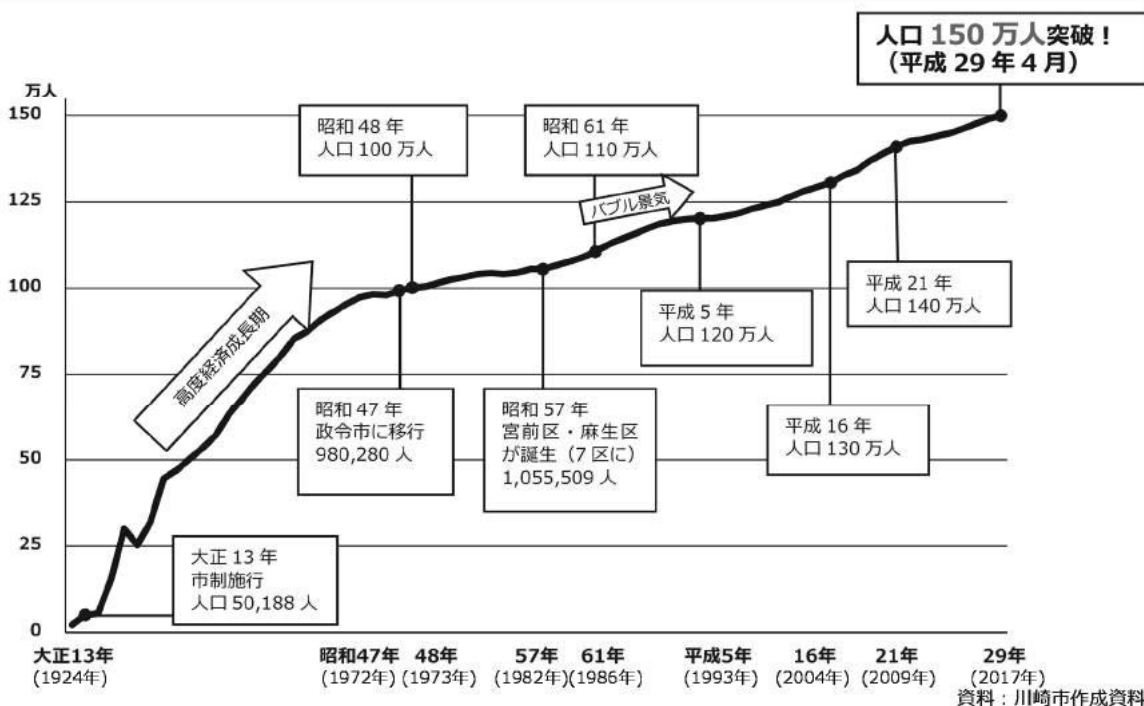 人口 150 万人突破！
（平成 29 年 4 月）
万人
150
125
100
75
50
25
0
昭和 48 年
人口 100 万人
昭和 61 年
人口 110 万人
バブル景気
高度経済成長期
平成 5 年
人口 120 万人
平成 21 年
人口 140 万人
昭和 47 年
政令市に移行
980,280 人
昭和 57 年
宮前区・麻生区
が誕生（7 区に）
1,055,509 人
平成 16 年
人口 130 万人
大正 13 年
市制施行
人口 50,188 人
大正13年 昭和47年 48年 57年 61年 平成5年 16年 21年 29年
(1924年) (1972年) (1973年) (1982年)(1986年) (1993年) (2004年) (2009年) (2017年)
資料：川崎市作成資料